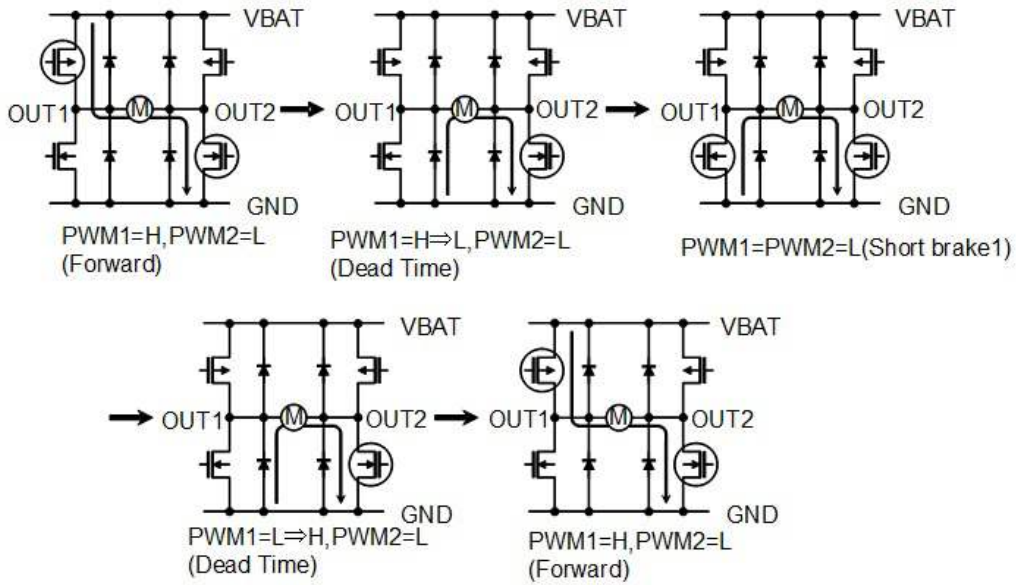 VBAT
OUT1
M
OUT2
GND
PWM1=H,PWM2=L
(Forward)
VBAT
OUT1
M
OUT2
GND
PWM1=H⇒L,PWM2=L
(Dead Time)
VBAT
OUT1
M
OUT2
GND
PWM1=PWM2=L(Short brake1)
VBAT
OUT1
M
OUT2
GND
PWM1=L⇒H,PWM2=L
(Dead Time)
VBAT
OUT1
M
OUT2
GND
PWM1=H,PWM2=L
(Forward)